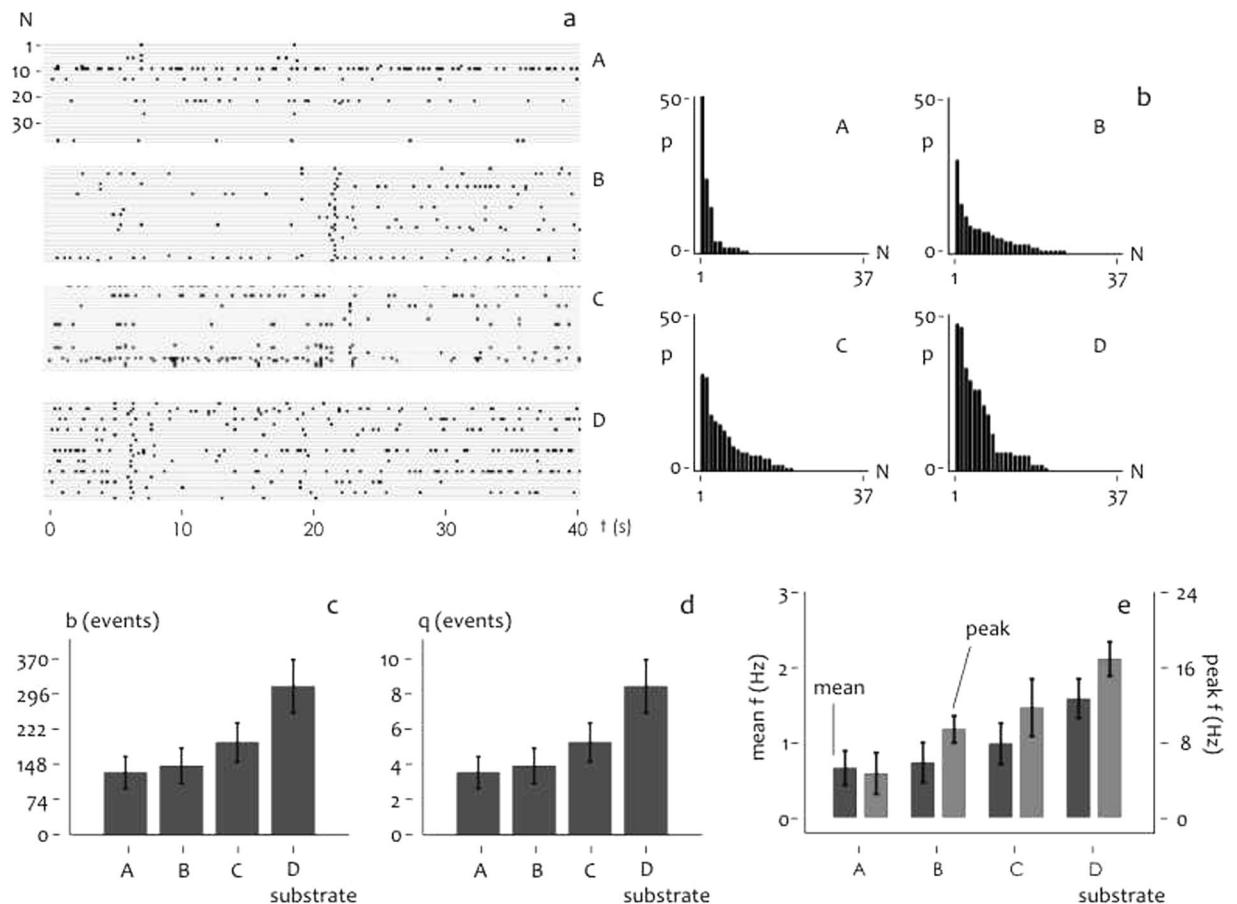 N
a
1
10
20
30
A
B
C
D
0 10 20 30 40 t (s)
b
50
p
0
A
N
1 37
50
p
0
B
N
1 37
50
p
0
C
N
1 37
50
p
0
D
N
1 37
b (events)
c
370
296
222
148
74
0
A B C D
substrate
q (events)
d
10
8
6
4
2
0
A B C D
substrate
e
3
2
1
0
mean f (Hz)
mean
peak
24
16
8
0
peak f (Hz)
A B C D
substrate